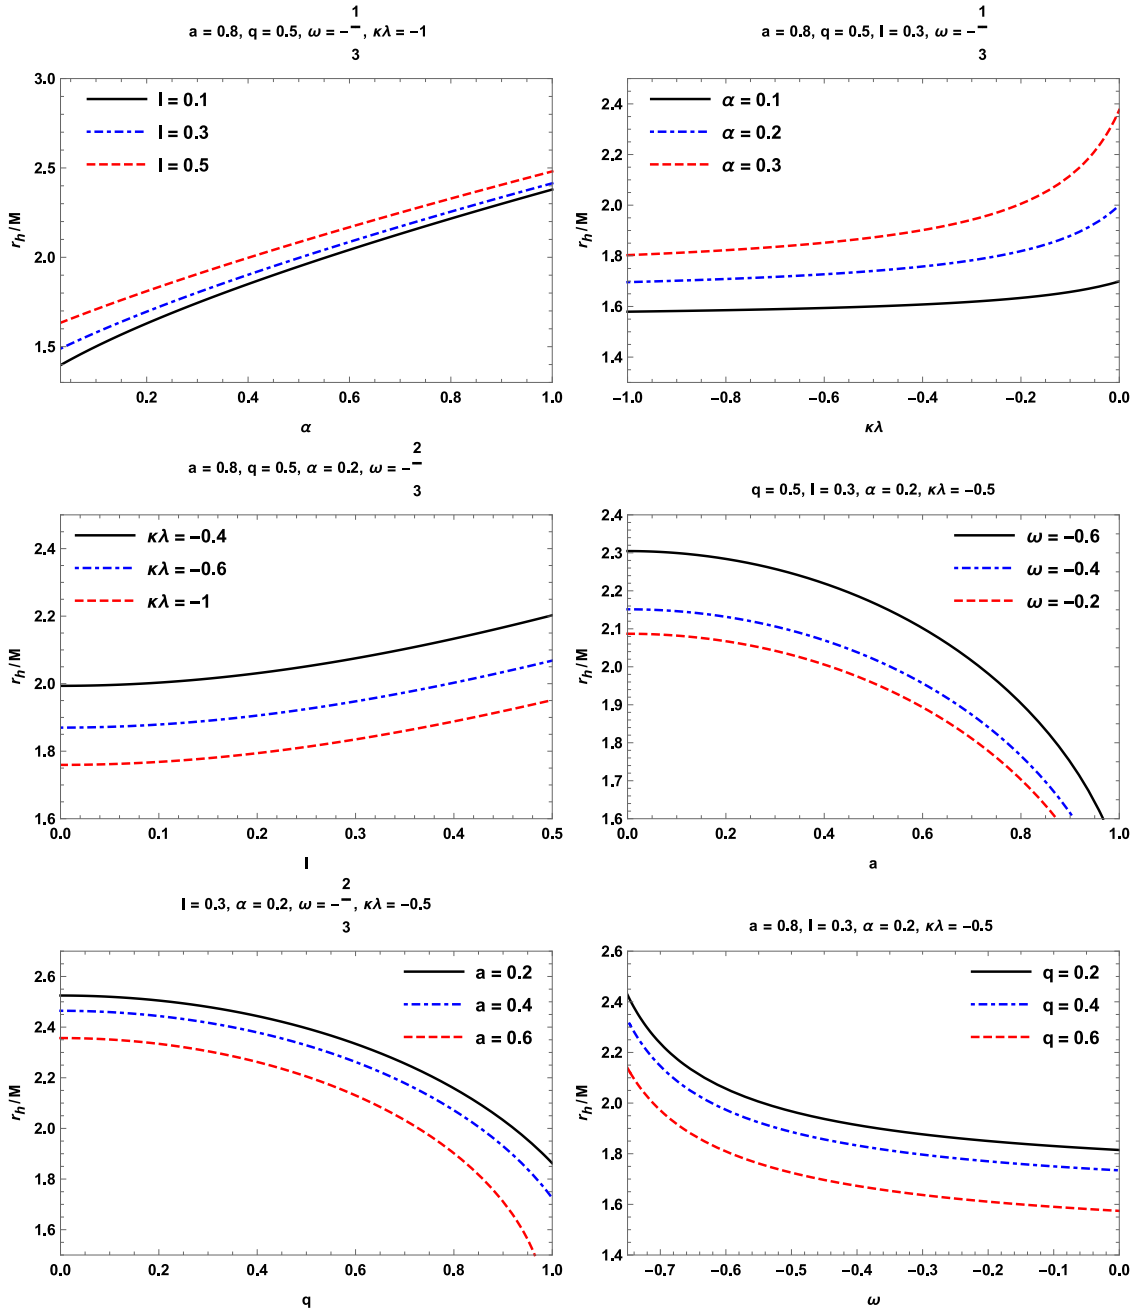 a = 0.8, q = 0.5, ω = -1/3, κλ = -1
3.0
2.5
2.0
1.5
l = 0.1
l = 0.3
l = 0.5
r_h/M
0.2 0.4 0.6 0.8 1.0
α
a = 0.8, q = 0.5, l = 0.3, ω = -1/3
2.4
2.2
2.0
1.8
1.6
1.4
α = 0.1
α = 0.2
α = 0.3
r_h/M
-1.0 -0.8 -0.6 -0.4 -0.2 0.0
κλ
a = 0.8, q = 0.5, α = 0.2, ω = -2/3
2.4
2.2
2.0
1.8
1.6
κλ = -0.4
κλ = -0.6
κλ = -1
r_h/M
0.0 0.1 0.2 0.3 0.4 0.5
l
q = 0.5, l = 0.3, α = 0.2, κλ = -0.5
2.4
2.3
2.2
2.1
2.0
1.9
1.8
1.7
1.6
ω = -0.6
ω = -0.4
ω = -0.2
r_h/M
0.0 0.2 0.4 0.6 0.8 1.0
a
l = 0.3, α = 0.2, ω = -2/3, κλ = -0.5
2.6
2.4
2.2
2.0
1.8
1.6
a = 0.2
a = 0.4
a = 0.6
r_h/M
0.0 0.2 0.4 0.6 0.8 1.0
q
a = 0.8, l = 0.3, α = 0.2, κλ = -0.5
2.6
2.4
2.2
2.0
1.8
1.6
1.4
q = 0.2
q = 0.4
q = 0.6
r_h/M
-0.7 -0.6 -0.5 -0.4 -0.3 -0.2 -0.1 0.0
ω